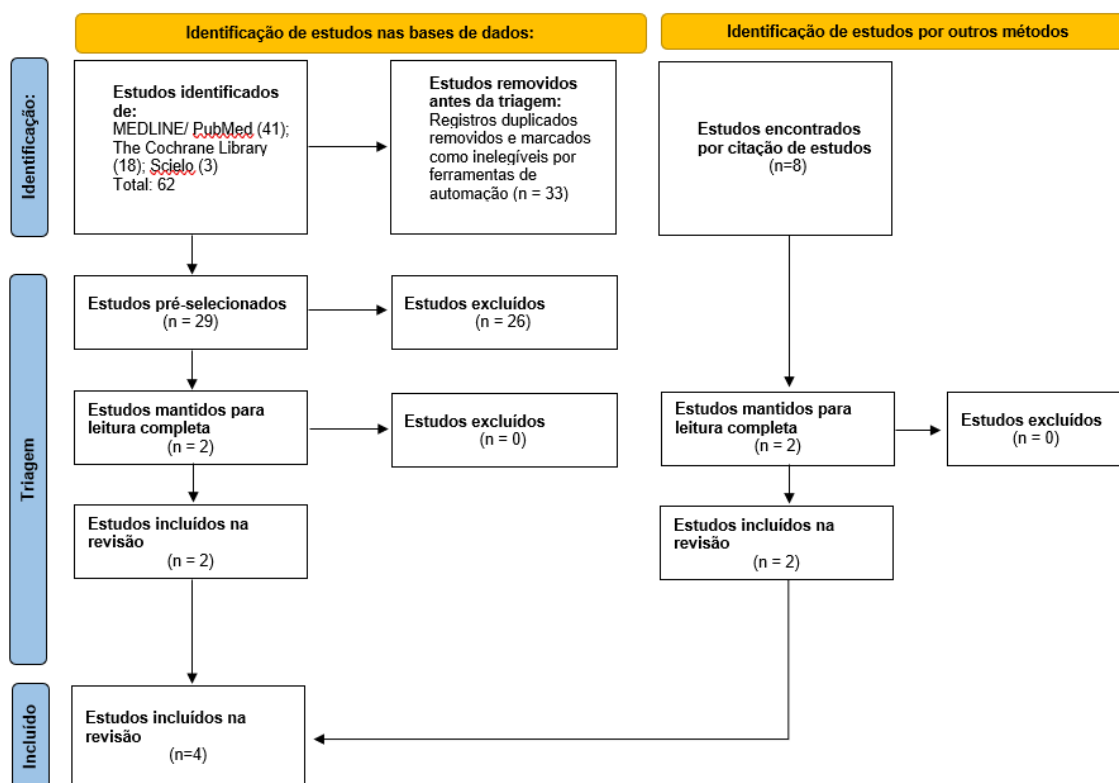 Identificação de estudos nas bases de dados:
Identificação de estudos por outros métodos
Identificação:
Estudos identificados
de:
MEDLINE/ PubMed (41);
The Cochrane Library
(18); Scielo (3)
Total: 62
Estudos removidos
antes da triagem:
Registros duplicados
removidos e marcados
como inelegíveis por
ferramentas de
automação (n = 33)
Estudos encontrados
por citação de estudos
(n=8)
Triagem
Estudos pré-selecionados
(n = 29)
Estudos excluídos
(n = 26)
Estudos mantidos para
leitura completa
(n = 2)
Estudos excluídos
(n = 0)
Estudos mantidos para
leitura completa
(n = 2)
Estudos excluídos
(n = 0)
Estudos incluídos na
revisão
(n = 2)
Estudos incluídos na
revisão
(n = 2)
Incluído
Estudos incluídos na
revisão
(n=4)